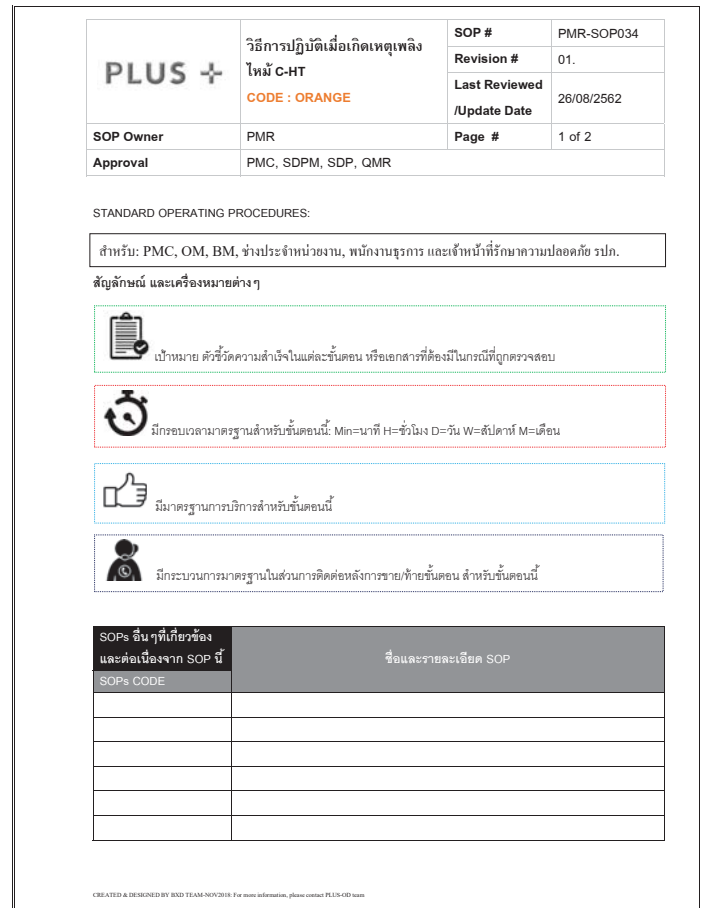 PLUS
วิธีการปฏิบัติเมื่อเกิดเหตุเพลิง
ไหม้ C-HT
CODE : ORANGE
SOP # PMR-SOP034
Revision # 01.
Last Reviewed
/Update Date 26/08/2562
SOP Owner PMR Page # 1 of 2
Approval PMC, SDPM, SDP, QMR
STANDARD OPERATING PROCEDURES:
สำหรับ: PMC, OM, BM, ช่างประจำหน่วยงาน, พนักงานธุรการ และเจ้าหน้าที่รักษาความปลอดภัย รปภ.
สัญลักษณ์ และเครื่องหมายต่างๆ
เป้าหมาย ตัวชี้วัดความสำเร็จในแต่ละขั้นตอน หรือเอกสารที่ต้องมีในกรณีที่ถูกตรวจสอบ
มีกรอบเวลามาตรฐานสำหรับขั้นตอนนี้: Min=นาที H=ชั่วโมง D=วัน W=สัปดาห์ M=เดือน
มีมาตรฐานการบริการสำหรับขั้นตอนนี้
มีกระบวนการมาตรฐานในส่วนการติดต่อหลังการขาย/ท้ายขั้นตอน สำหรับขั้นตอนนี้
SOPs อื่นๆที่เกี่ยวข้อง
และต่อเนื่องจาก SOP นี้
SOPs CODE
ชื่อและรายละเอียด SOP
CREATED & DESIGNED BY BXD TEAM-NOV2018: For more information, please contact PLUS-OD team